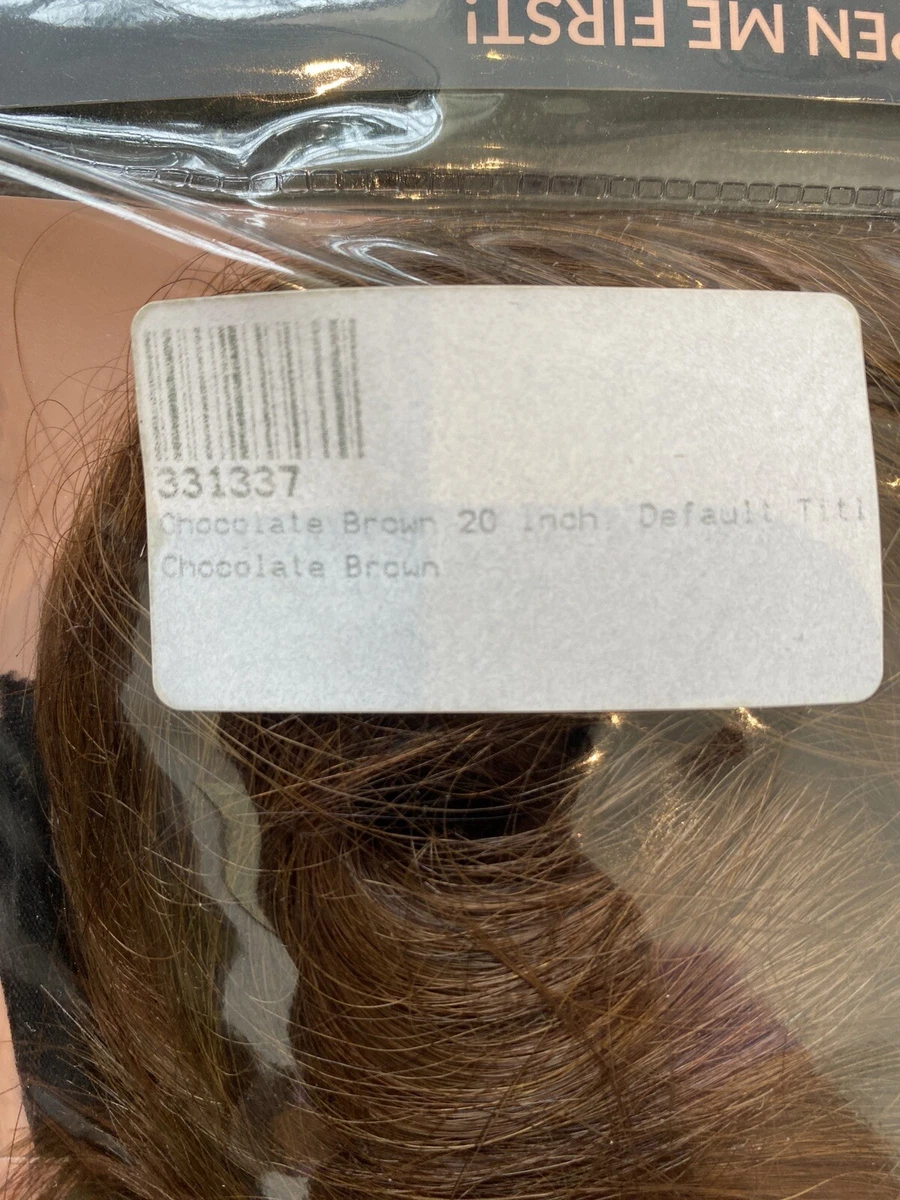 PEN ME FIRST!
331337
Chocolate Brown 20 Inch Default Titl
Chocolate Brown